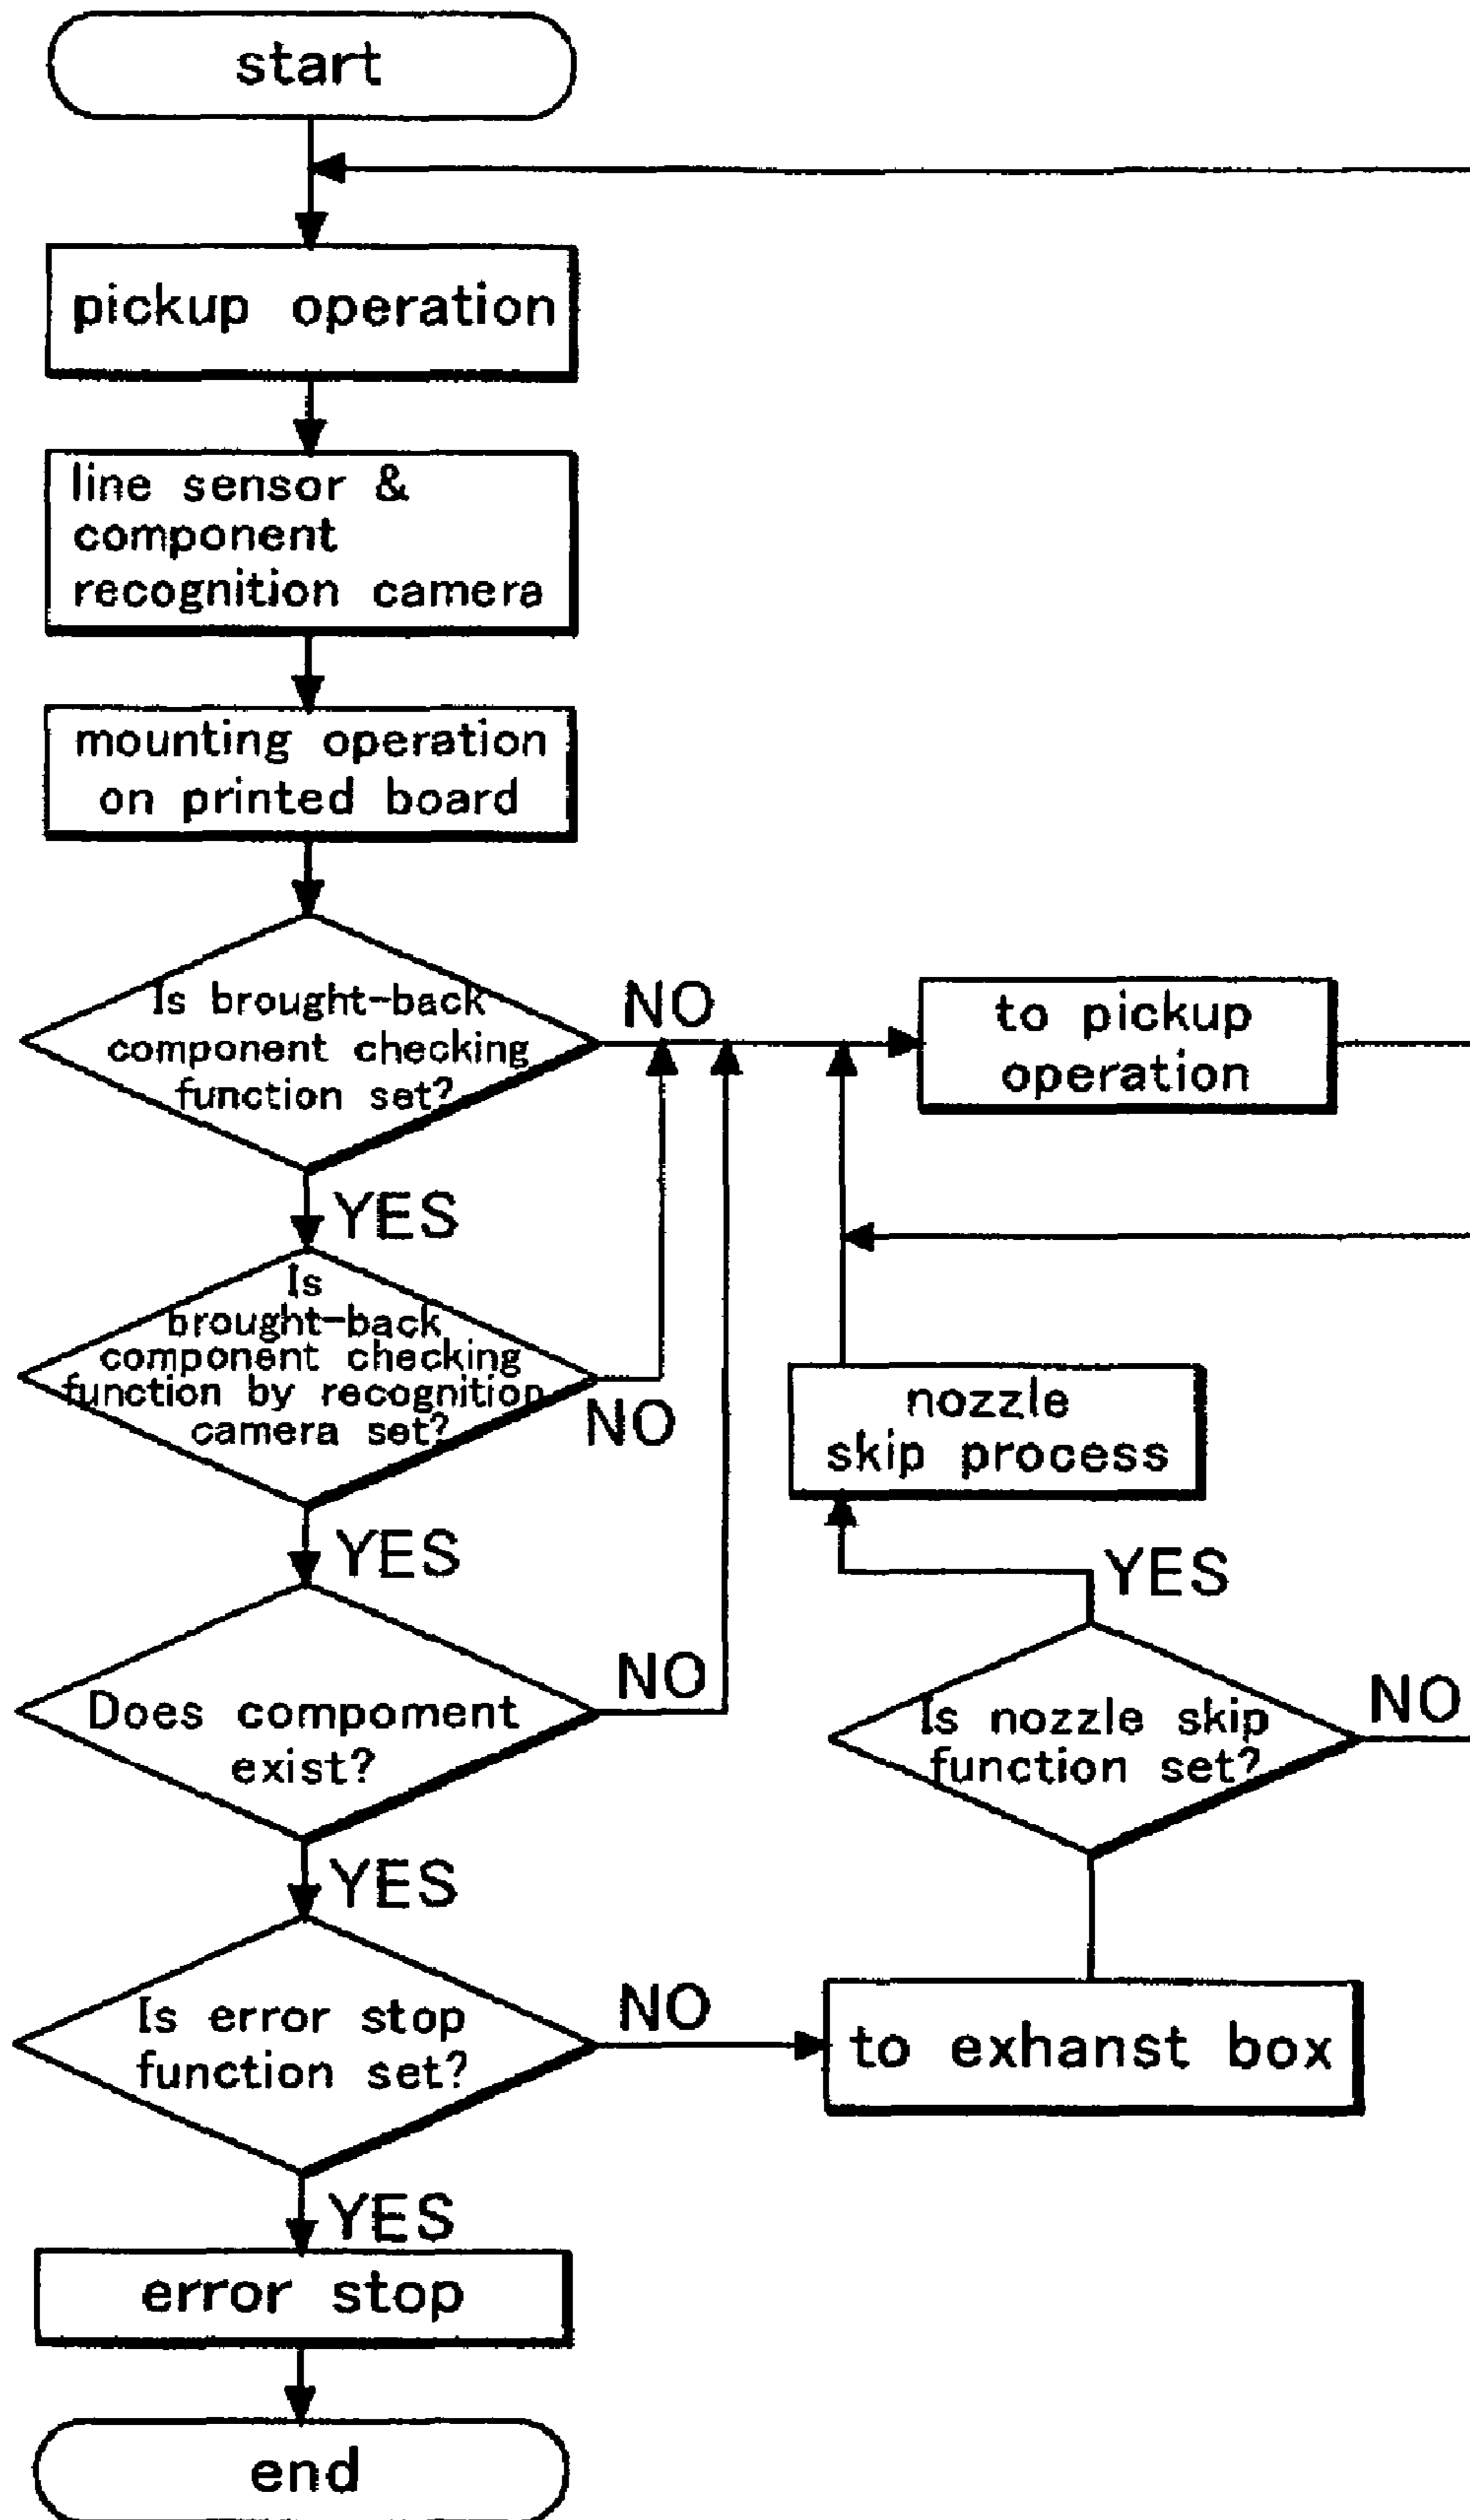 start
pickup operation
line sensor &
component
recognition camera
mounting operation
on printed board
Is brought-back
component checking
function set?
NO
to pickup
operation
YES
Is
brought-back
component checking
function by recognition
camera set?
NO
nozzle
skip process
YES
YES
Does compoment
exist?
NO
Is nozzle skip
function set?
NO
YES
Is error stop
function set?
NO
to exhanst box
YES
error stop
end